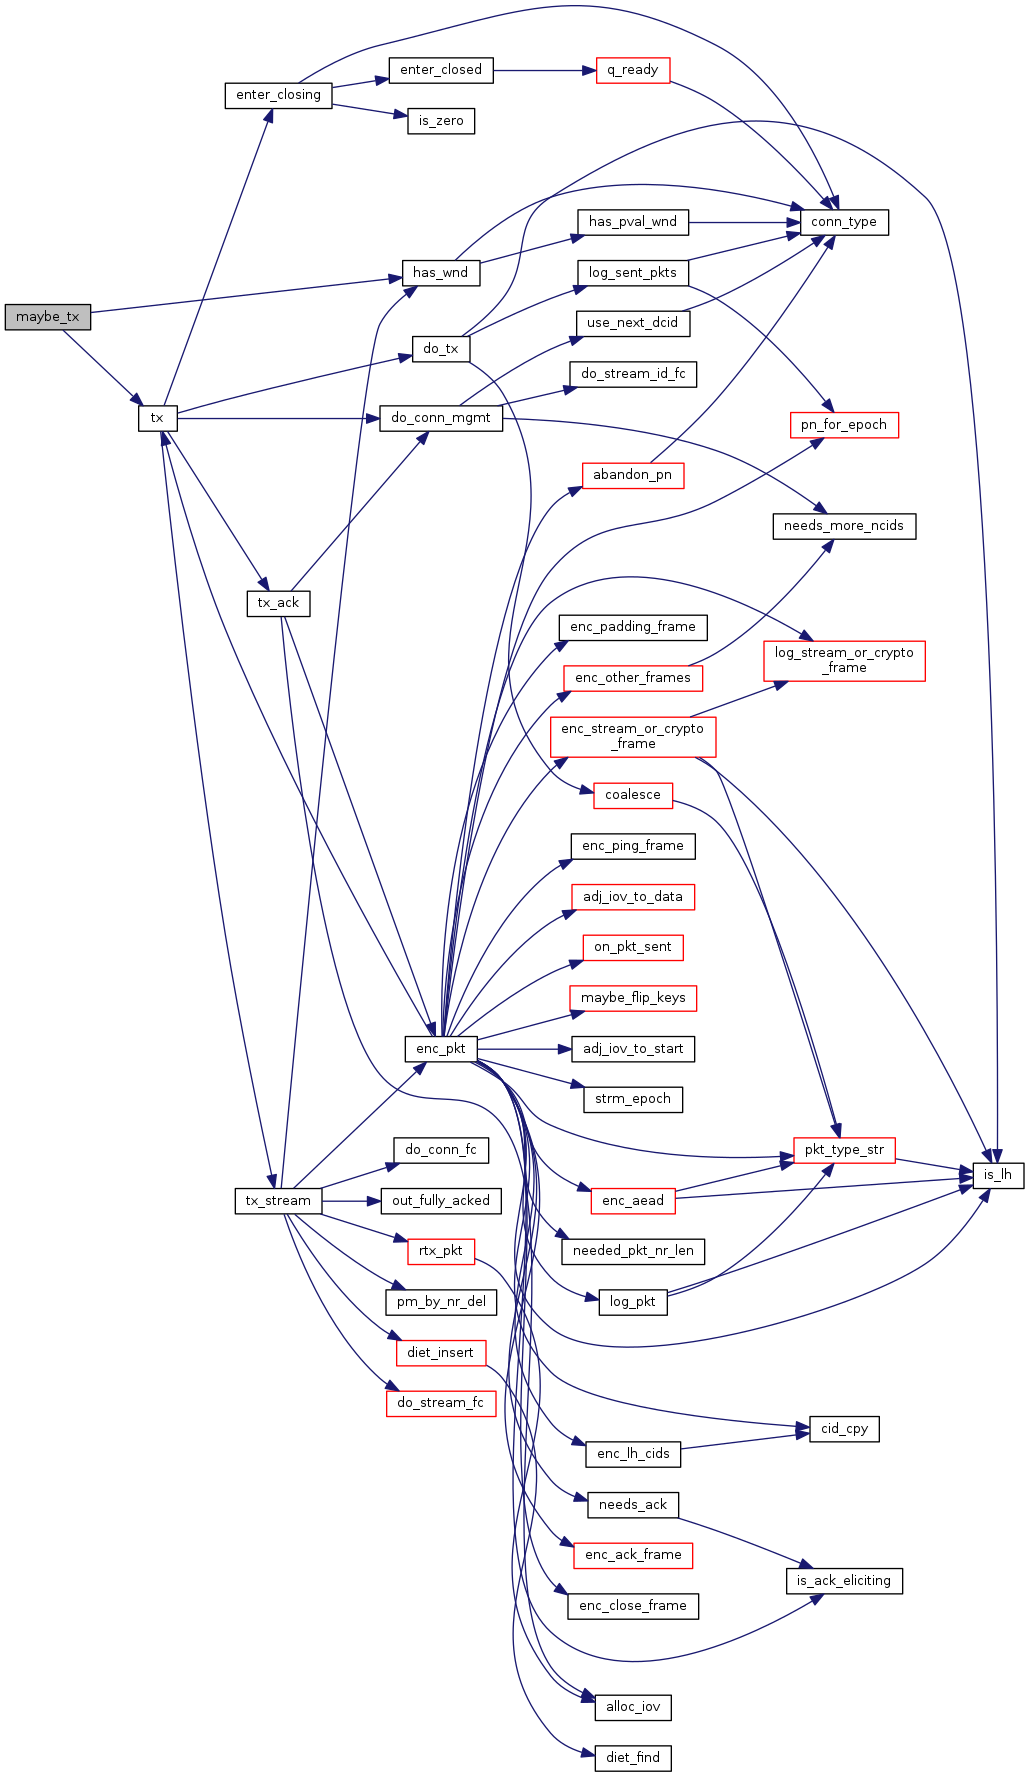 enter_closed
q_ready
enter_closing
is_zero
has_pval_wnd
conn_type
has_wnd
log_sent_pkts
maybe_tx
use_next_dcid
do_tx
do_stream_id_fc
tx
do_conn_mgmt
pn_for_epoch
abandon_pn
needs_more_ncids
tx_ack
enc_padding_frame
log_stream_or_crypto
_frame
enc_other_frames
enc_stream_or_crypto
_frame
coalesce
enc_ping_frame
adj_iov_to_data
on_pkt_sent
maybe_flip_keys
enc_pkt
adj_iov_to_start
strm_epoch
do_conn_fc
pkt_type_str
is_lh
tx_stream
out_fully_acked
enc_aead
rtx_pkt
needed_pkt_nr_len
pm_by_nr_del
log_pkt
diet_insert
do_stream_fc
cid_cpy
enc_lh_cids
needs_ack
enc_ack_frame
is_ack_eliciting
enc_close_frame
alloc_iov
diet_find